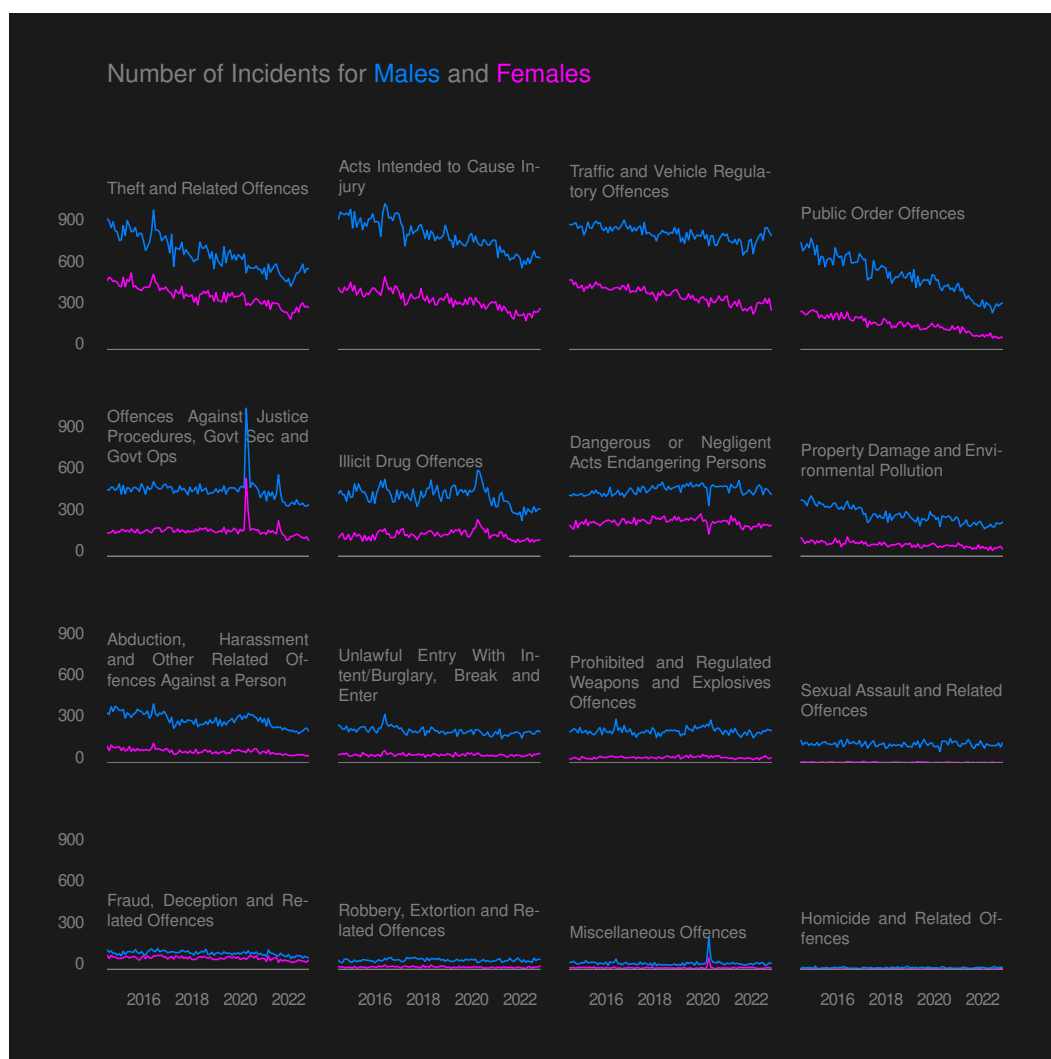 Number of Incidents for Males and Females
Theft and Related Offences
Acts Intended to Cause In-
jury
Traffic and Vehicle Regula-
tory Offences
Public Order Offences
900
600
300
0
Offences Against Justice
Procedures, Govt Sec and
Govt Ops
Illicit Drug Offences
Dangerous or Negligent
Acts Endangering Persons
Property Damage and Envi-
ronmental Pollution
900
600
300
0
Abduction, Harassment
and Other Related Of-
fences Against a Person
Unlawful Entry With In-
tent/Burglary, Break and
Enter
Prohibited and Regulated
Weapons and Explosives
Offences
Sexual Assault and Related
Offences
900
600
300
0
Fraud, Deception and Re-
lated Offences
Robbery, Extortion and Re-
lated Offences
Miscellaneous Offences
Homicide and Related Of-
fences
900
600
300
0
2016 2018 2020 2022 2016 2018 2020 2022 2016 2018 2020 2022 2016 2018 2020 2022